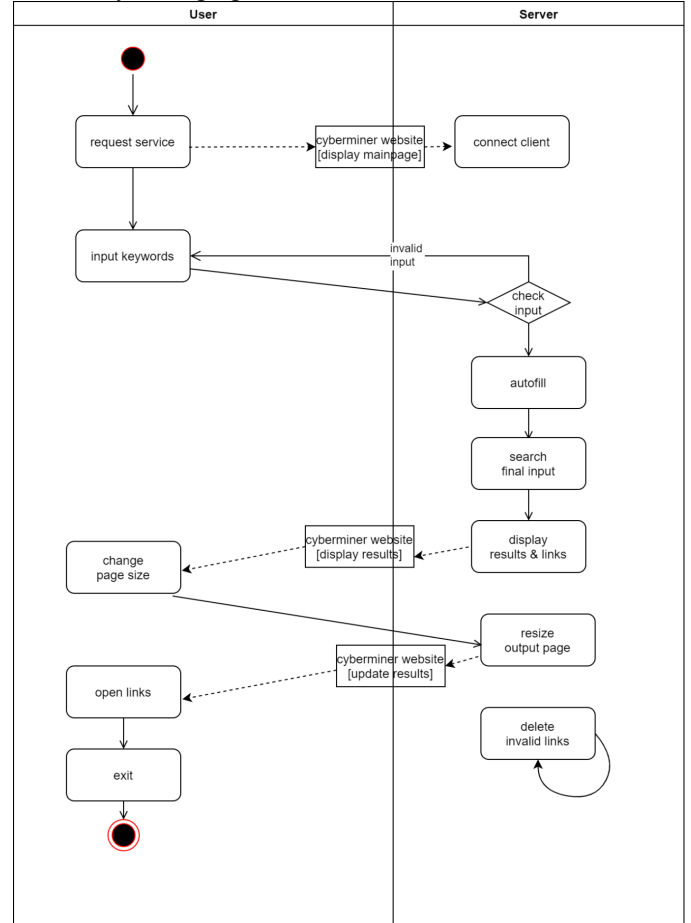 User
Server
request service
cyberminer website
[display mainpage]
connect client
input keywords
invalid
input
check
input
autofill
search
final input
display
results & links
cyberminer website
[display results]
change
page size
resize
output page
cyberminer website
[update results]
open links
delete
invalid links
exit